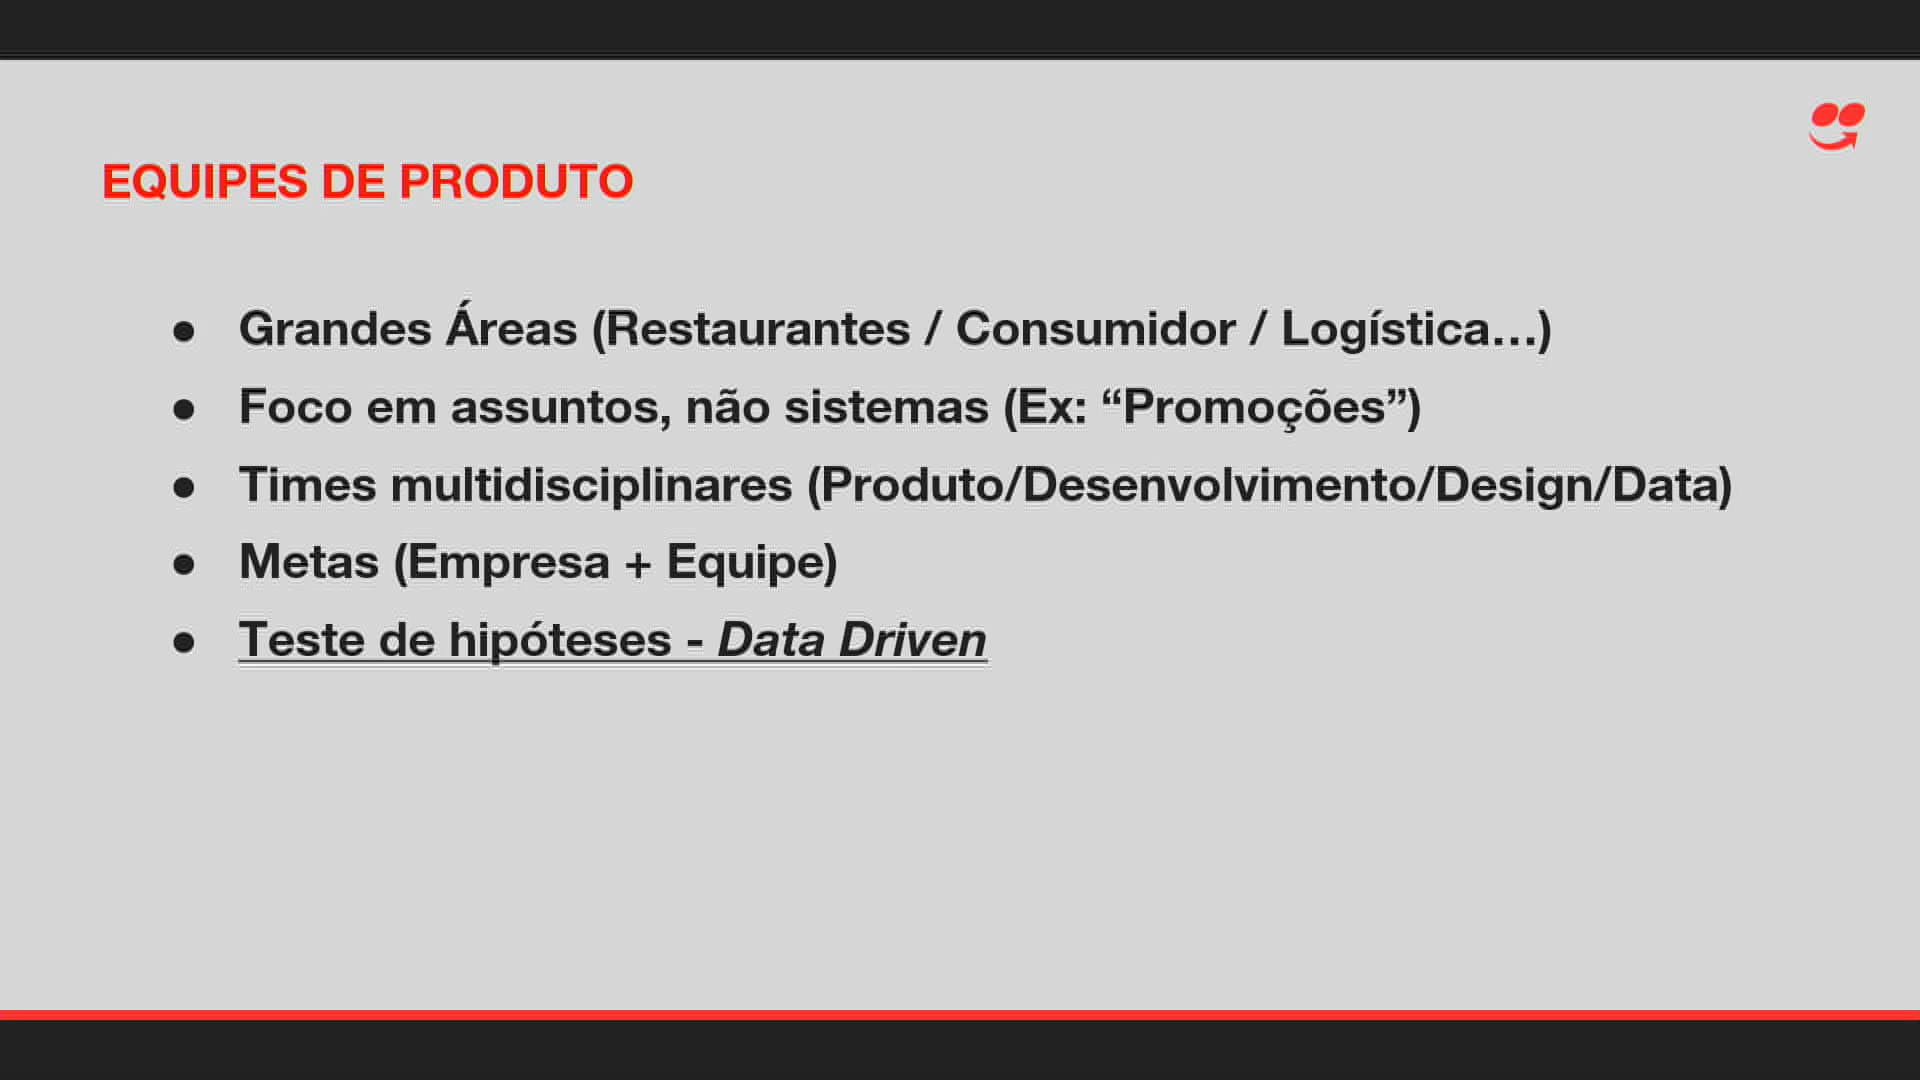 EQUIPES DE PRODUTO
● Grandes Áreas (Restaurantes / Consumidor / Logística...)
● Foco em assuntos, não sistemas (Ex: “Promoções”)
● Times multidisciplinares (Produto/Desenvolvimento/Design/Data)
● Metas (Empresa + Equipe)
● Teste de hipóteses - Data Driven